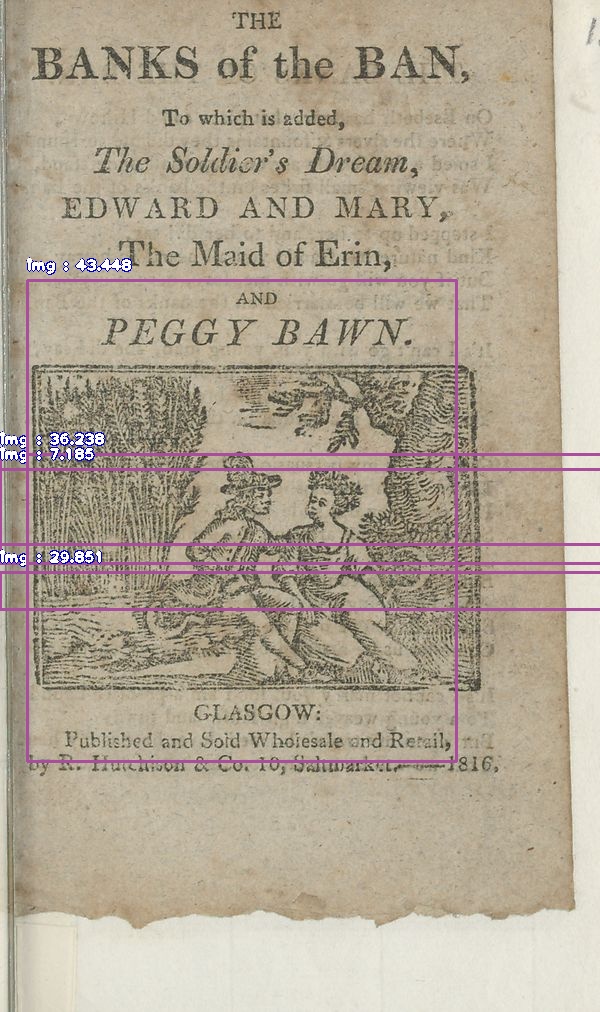 THE
BANKS of the BAN,
To which is added,
The Soldier's Dream,
EDWARD AND MARY,
The Maid of Erin,
Img : 43.448
AND
PEGGY BAWN.
Img : 36.238
Img : 7.185
Img : 29.851
GLASGOW:
Published and Sold Wholesale and Retail,
by R. Hutchison & Co. 10, Saltmarket.——1816.